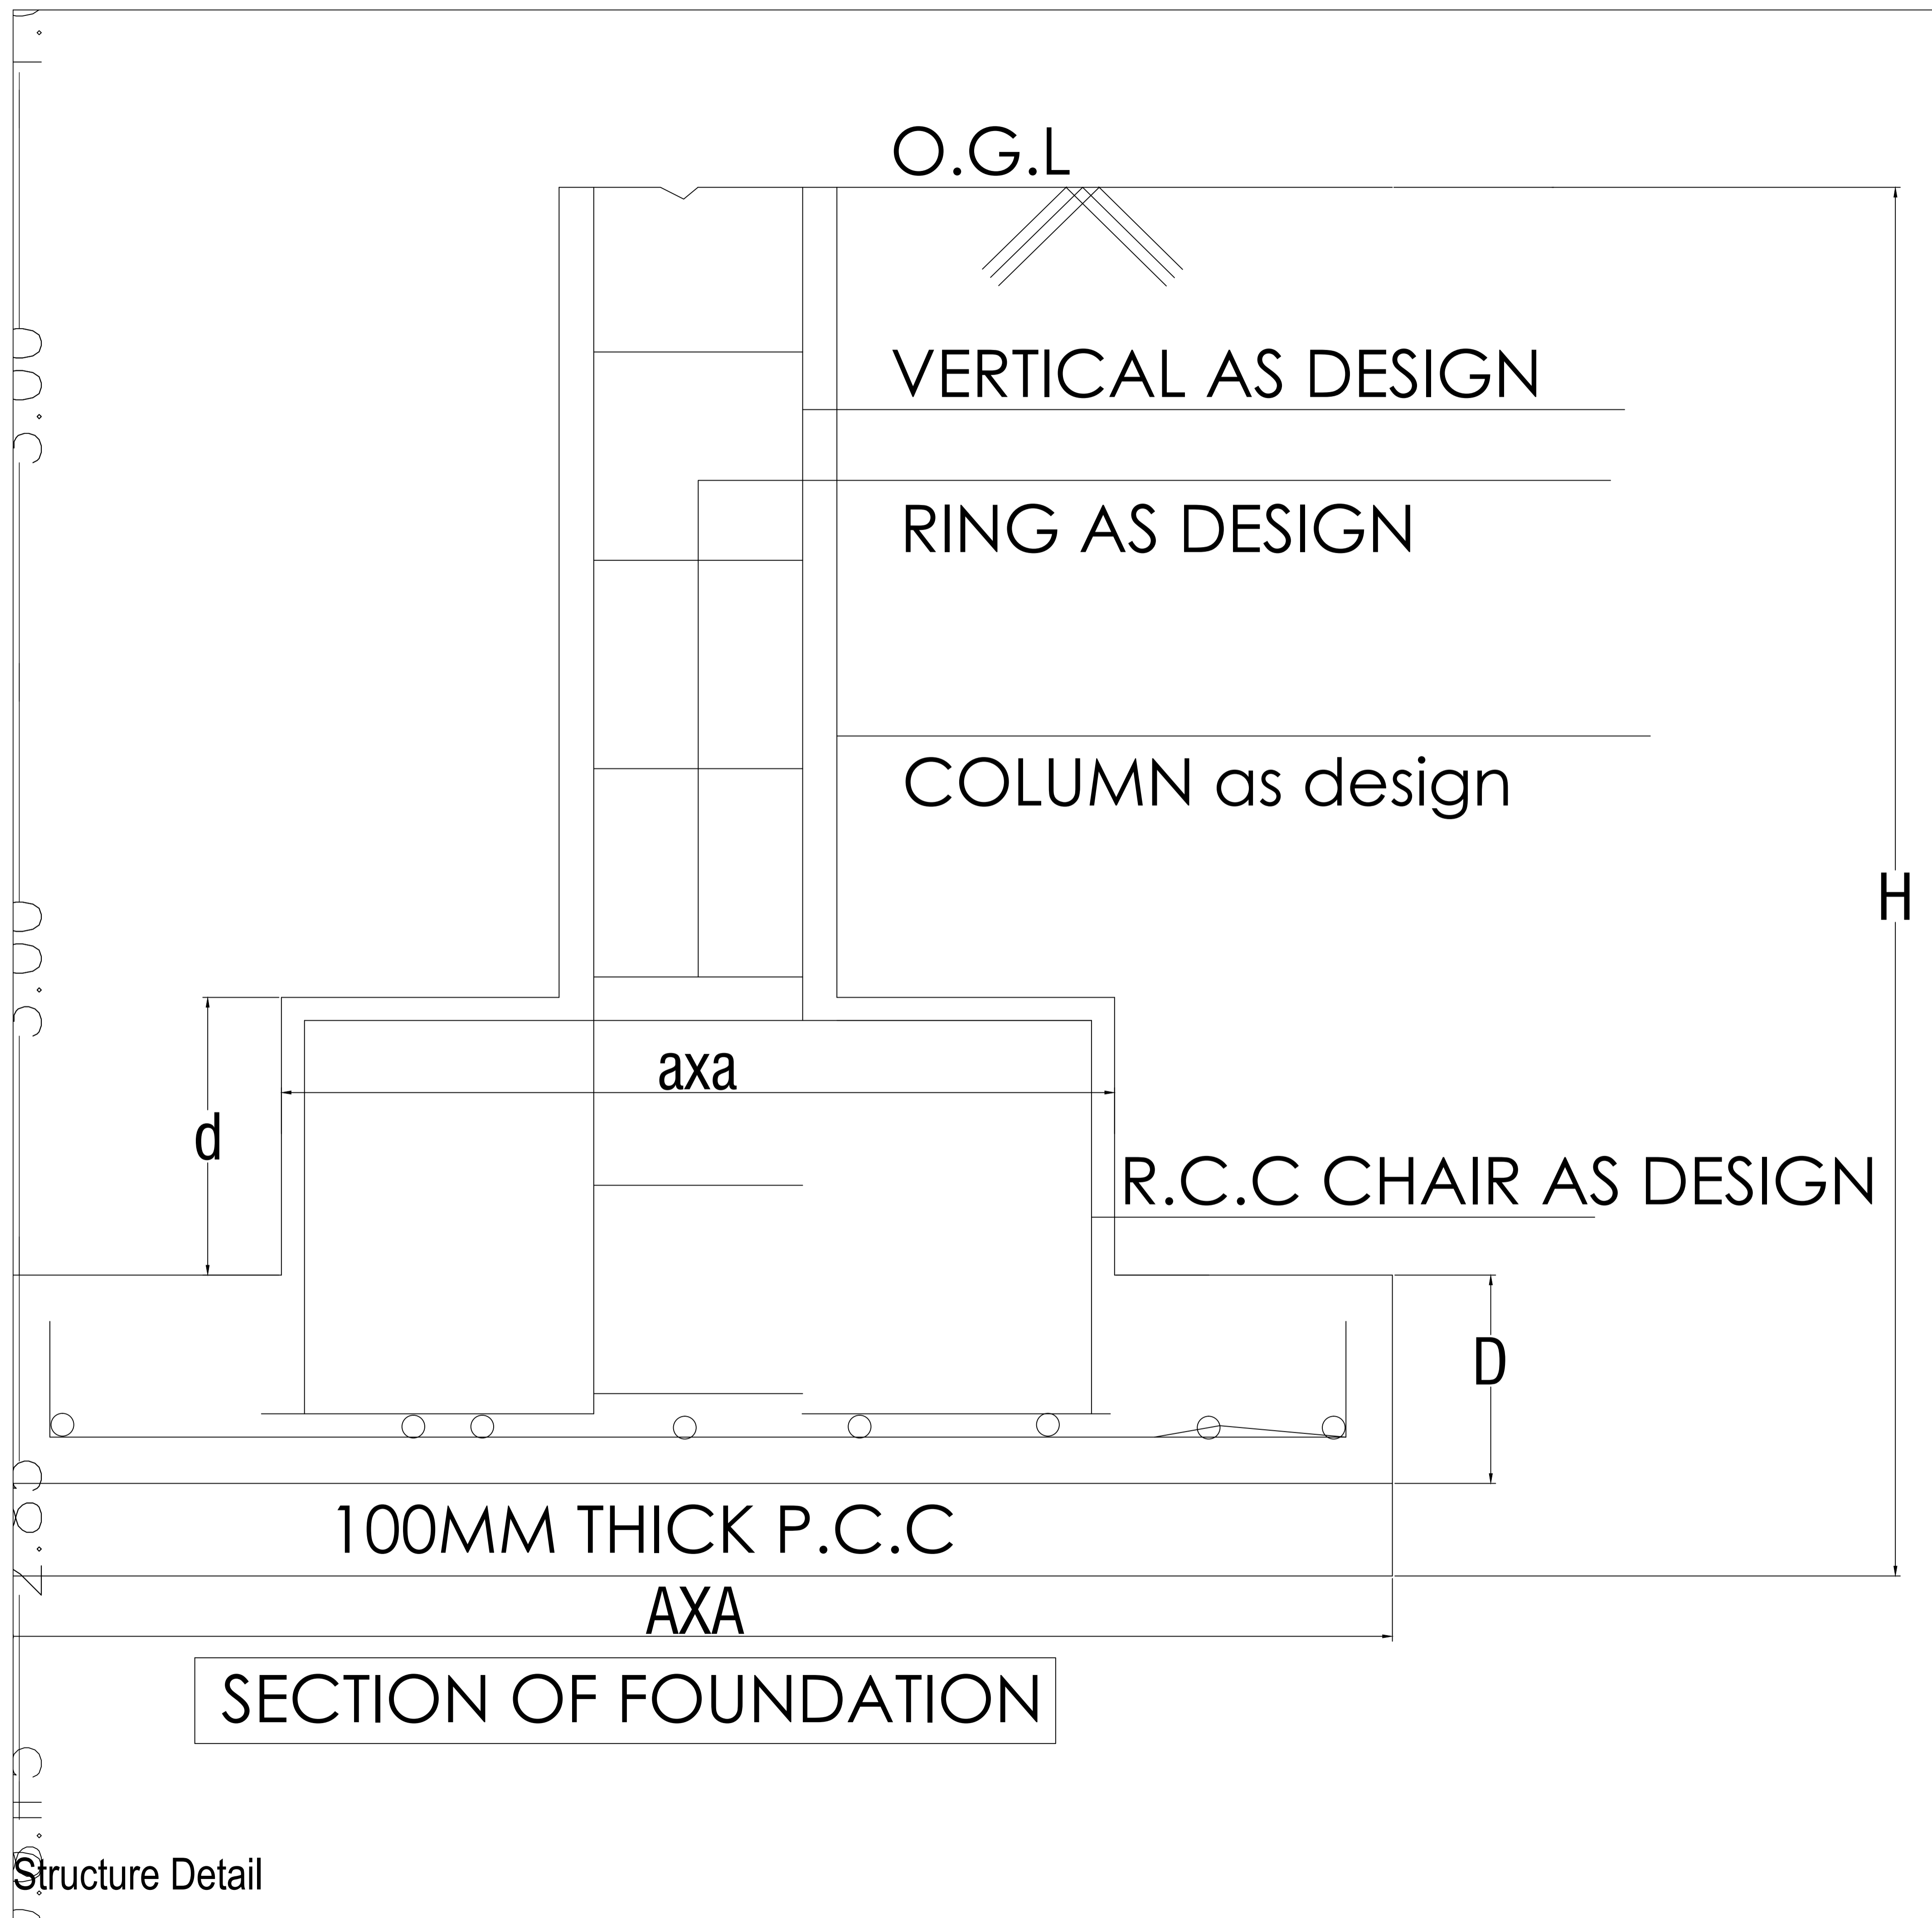 O.G.L
VERTICAL AS DESIGN
RING AS DESIGN
COLUMN as design
H
axa
d
R.C.C CHAIR AS DESIGN
D
100MM THICK P.C.C
AXA
SECTION OF FOUNDATION
Structure Detail